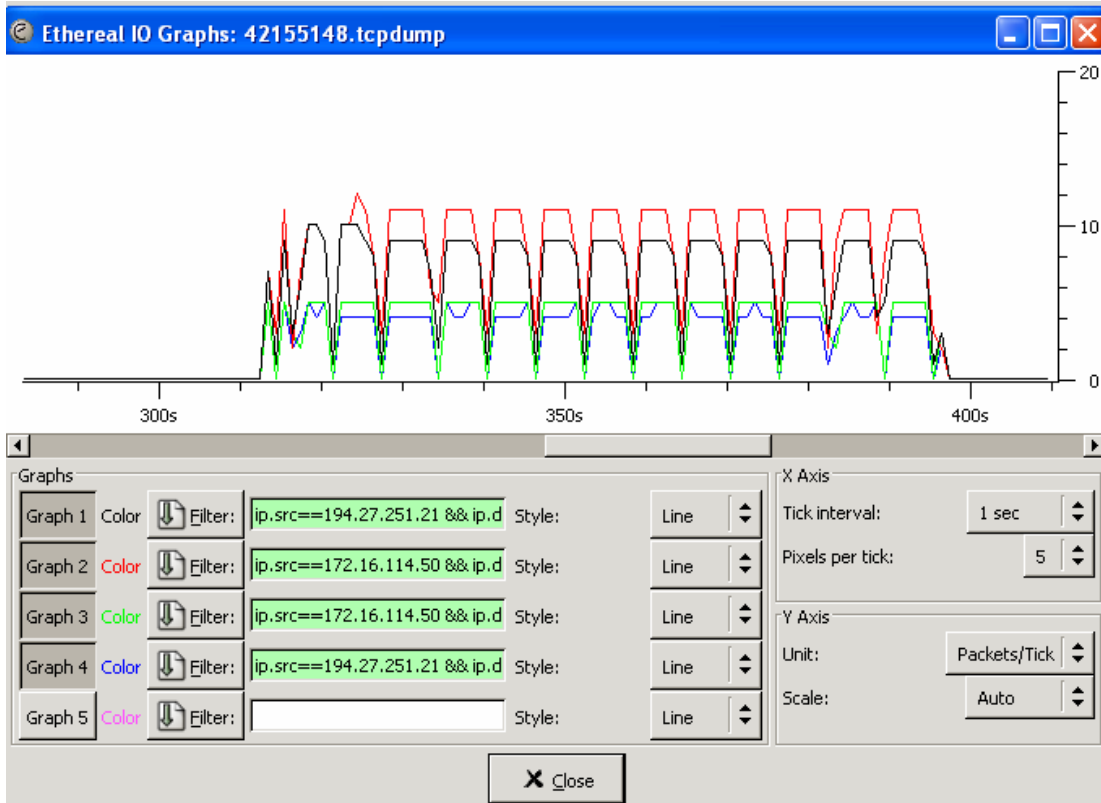 Ethereal IO Graphs: 42155148.tcpdump
20
10
0
300s 350s 400s
Graphs
Graph 1 Color Filter: ip.src==194.27.251.21 && ip.d Style: Line
Graph 2 Color Filter: ip.src==172.16.114.50 && ip.d Style: Line
Graph 3 Color Filter: ip.src==172.16.114.50 && ip.d Style: Line
Graph 4 Color Filter: ip.src==194.27.251.21 && ip.d Style: Line
Graph 5 Color Filter: Style: Line
X Axis
Tick interval: 1 sec
Pixels per tick: 5
Y Axis
Unit: Packets/Tick
Scale: Auto
Close